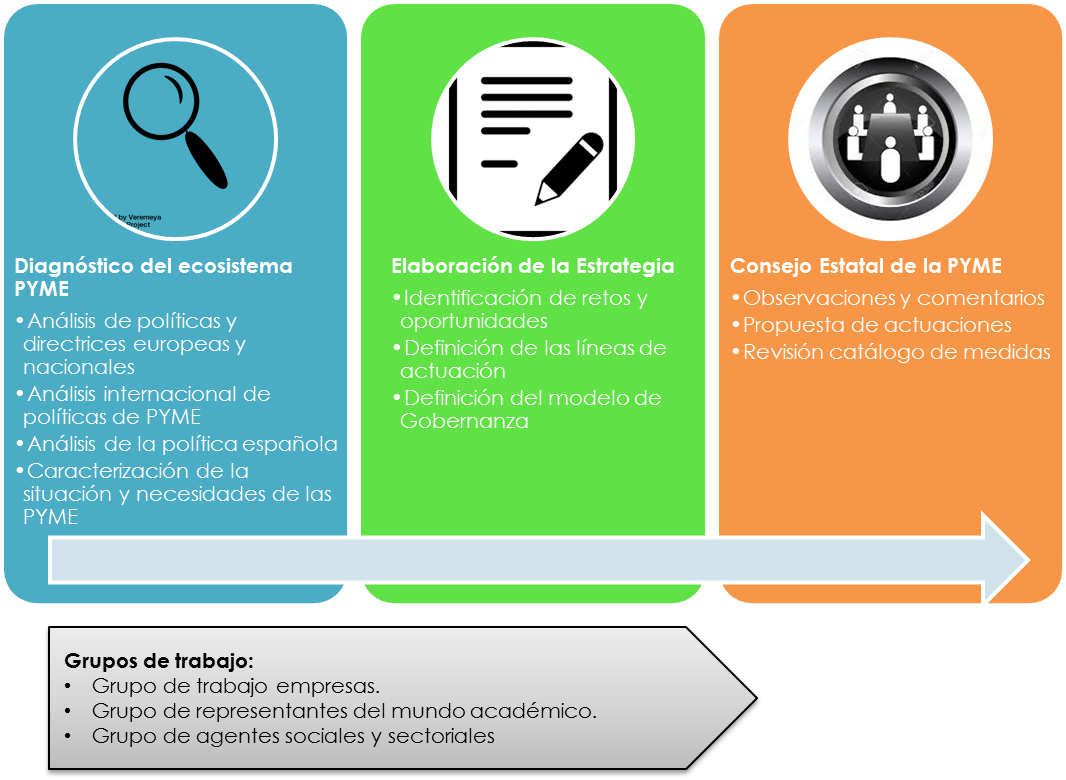 by Veremeya
Project
Diagnóstico del ecosistema
PYME
•Análisis de políticas y
directrices europeas y
nacionales
•Análisis internacional de
políticas de PYME
•Análisis de la política española
•Caracterización de la
situación y necesidades de las
PYME
Elaboración de la Estrategia
•Identificación de retos y
oportunidades
•Definición de las líneas de
actuación
•Definición del modelo de
Gobernanza
Consejo Estatal de la PYME
•Observaciones y comentarios
•Propuesta de actuaciones
•Revisión catálogo de medidas
Grupos de trabajo:
• Grupo de trabajo empresas.
• Grupo de representantes del mundo académico.
• Grupo de agentes sociales y sectoriales